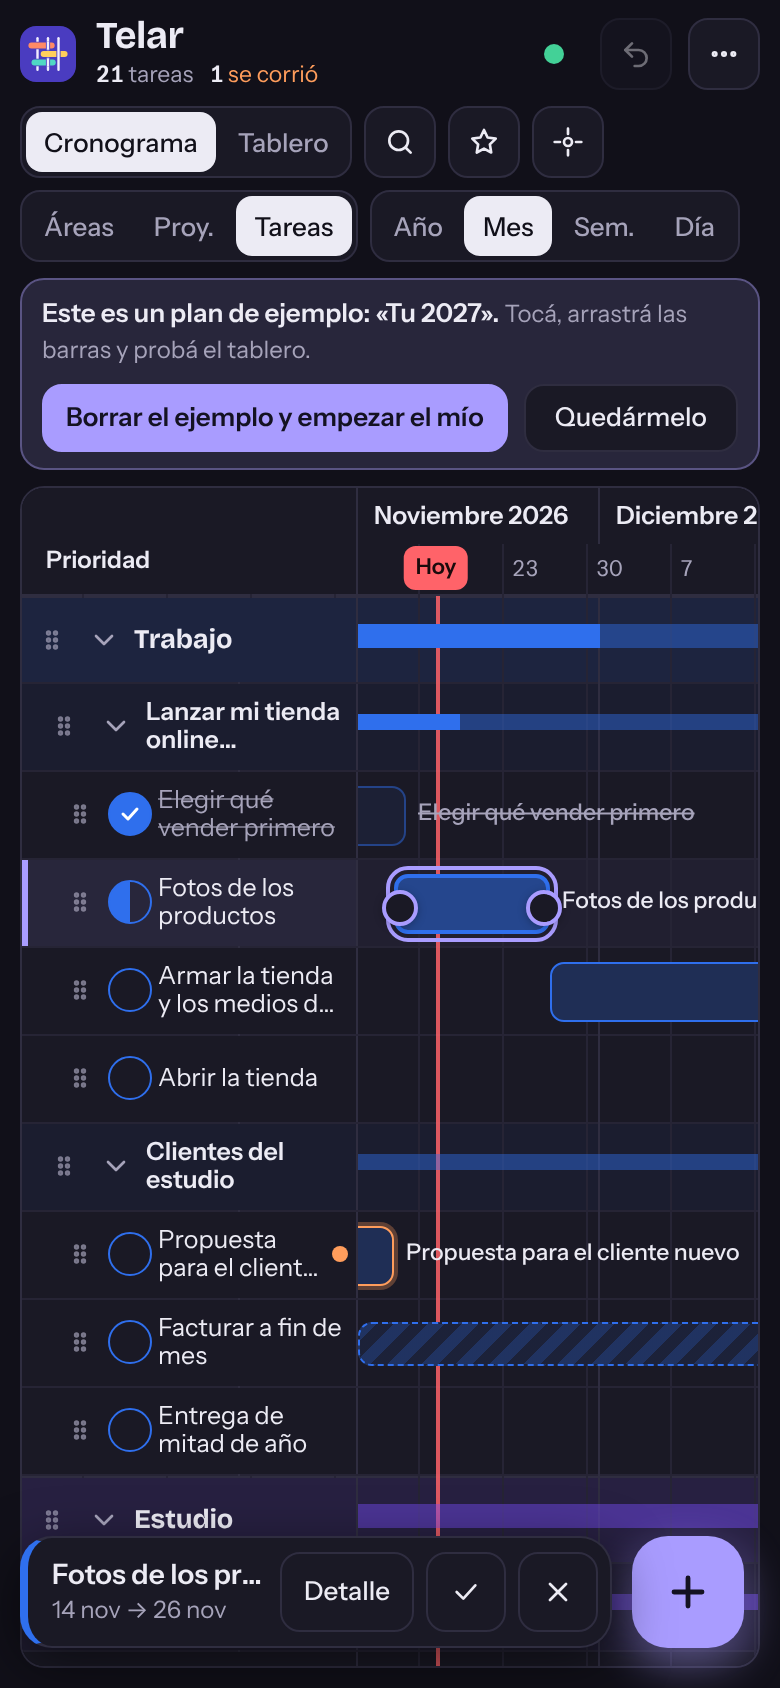 Telar
21 tareas 1 se corrió
Cronograma Tablero
Áreas Proy. Tareas Año Mes Sem. Día
Este es un plan de ejemplo: «Tu 2027». Tocá, arrastrá las
barras y probá el tablero.
Borrar el ejemplo y empezar el mío Quedármelo
Noviembre 2026 Diciembre 2
Prioridad Hoy 23 30 7
Trabajo
Lanzar mi tienda
online...
Elegir qué
vender primero
Elegir qué vender primero
Fotos de los
productos
Fotos de los produ
Armar la tienda
y los medios d...
Abrir la tienda
Clientes del
estudio
Propuesta
para el client...
Propuesta para el cliente nuevo
Facturar a fin de
mes
Entrega de
mitad de año
Estudio
Fotos de los pr...
14 nov → 26 nov
Detalle